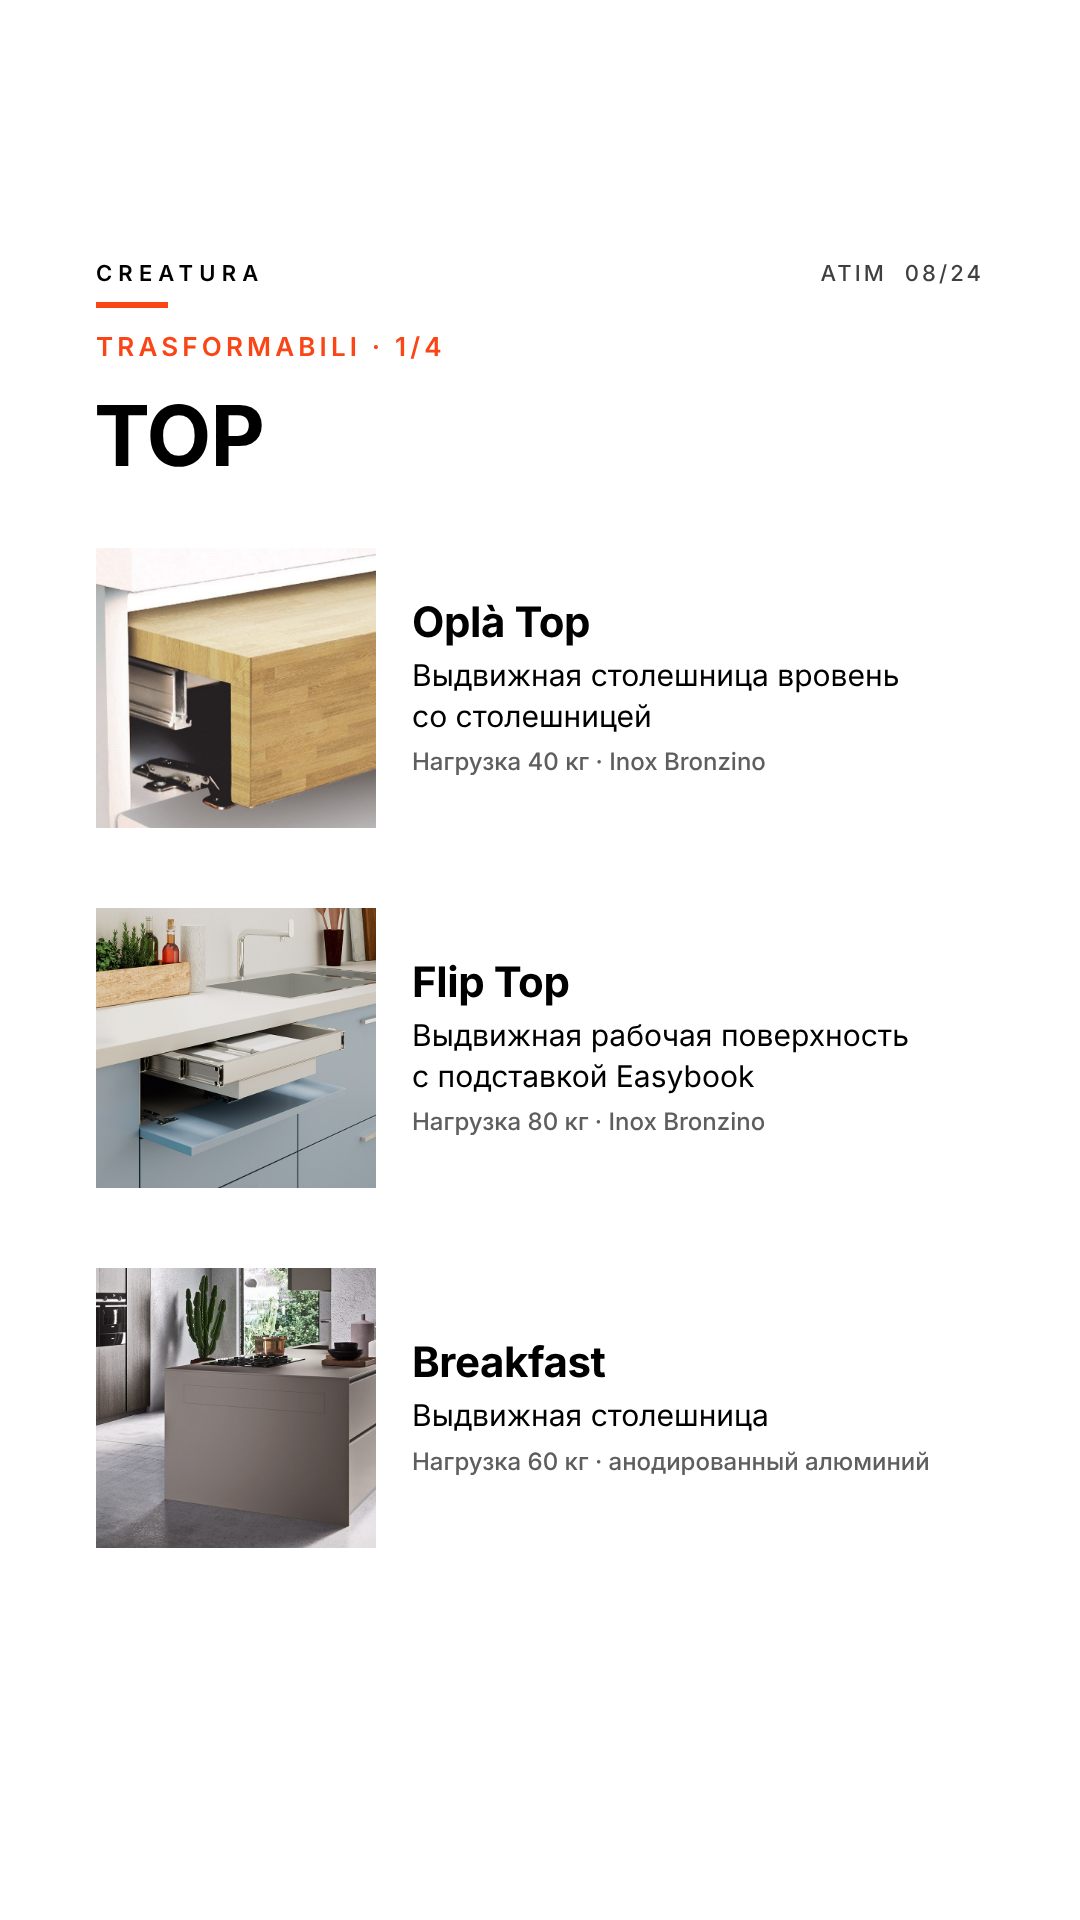 CREATURA
ATIM 08/24
TRASFORMABILI · 1/4
TOP
Oplà Top
Выдвижная столешница вровень
со столешницей
Нагрузка 40 кг · Inox Bronzino
Flip Top
Выдвижная рабочая поверхность
с подставкой Easybook
Нагрузка 80 кг · Inox Bronzino
Breakfast
Выдвижная столешница
Нагрузка 60 кг · анодированный алюминий